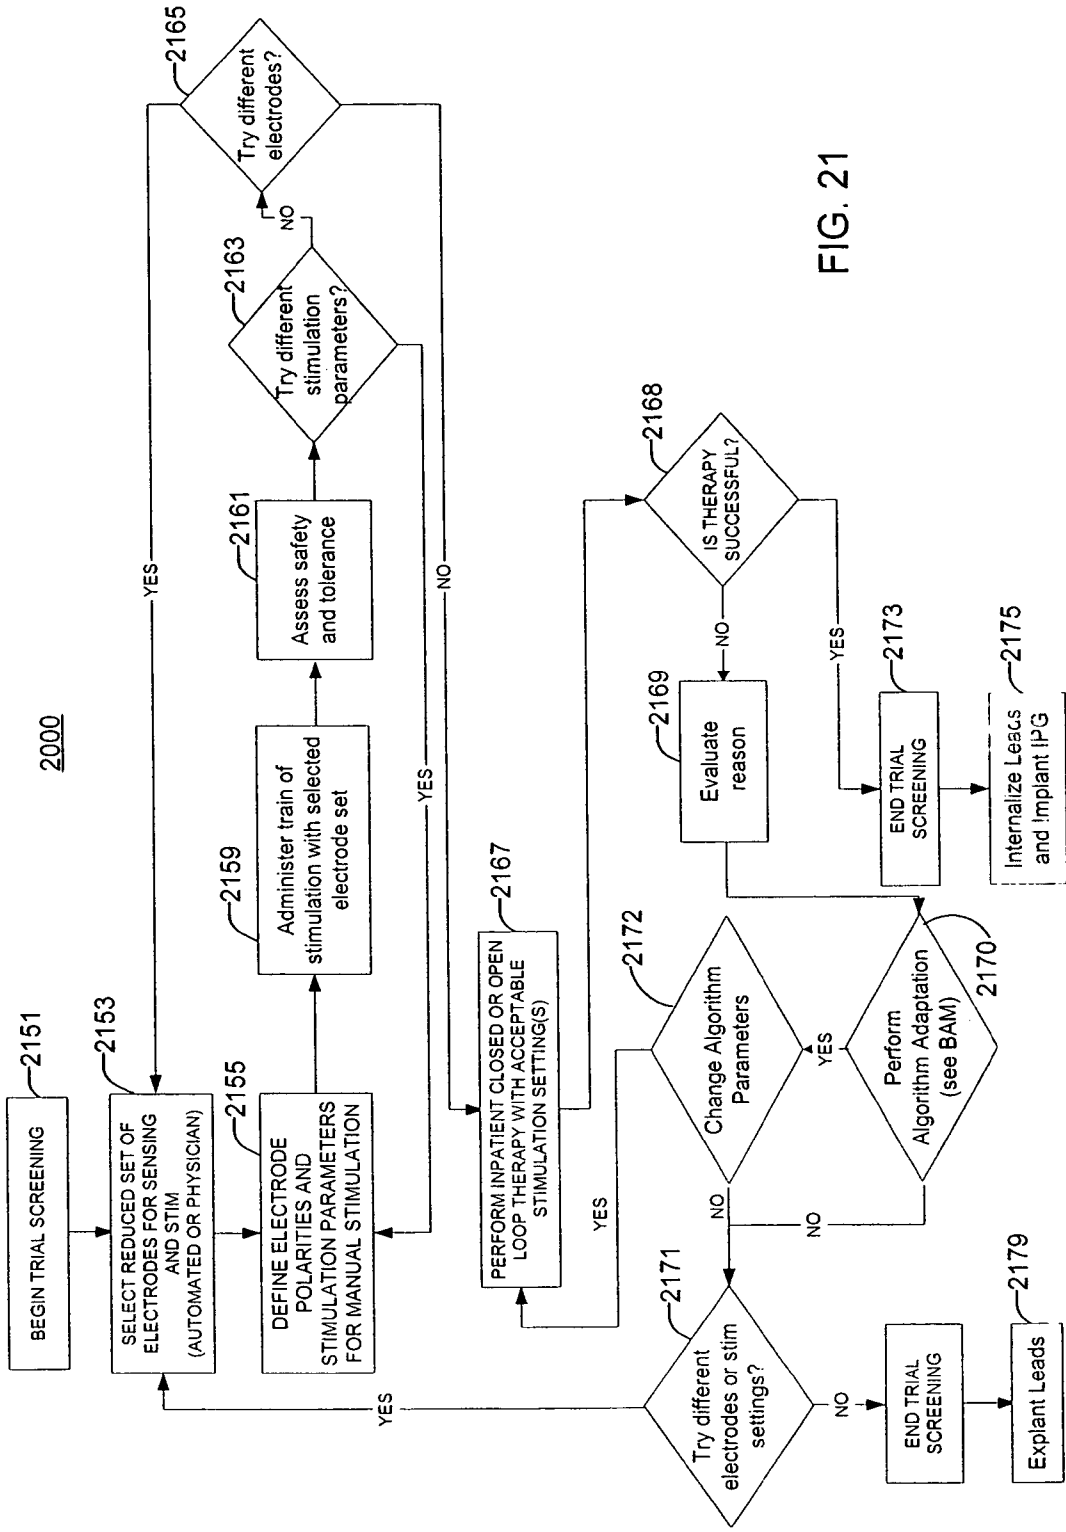 2000
BEGIN TRIAL SCREENING
2151
SELECT REDUCED SET OF
ELECTRODES FOR SENSING
AND STIM
(AUTOMATED OR PHYSICIAN)
2153
DEFINE ELECTRODE
POLARITIES AND
STIMULATION PARAMETERS
FOR MANUAL STIMULATION
2155
Administer train of
stimulation with selected
electrode set
2159
Assess safety
and tolerance
2161
Try different
stimulation
parameters?
2163
NO
YES
Try different
electrodes?
2165
YES
NO
PERFORM INPATIENT CLOSED OR OPEN
LOOP THERAPY WITH ACCEPTABLE
STIMULATION SETTING(S)
2167
IS THERAPY
SUCCESSFUL?
2168
NO
YES
Evaluate
reason
2169
END TRIAL
SCREENING
2173
Internalize Leads
and Implant IPG
2175
Perform
Algorithm Adaptation
(see BAM)
2170
YES
NO
Change Algorithm
Parameters
2172
YES
NO
Try different
electrodes or stim
settings?
2171
YES
NO
END TRIAL
SCREENING
Explant Leads
2179
FIG. 21